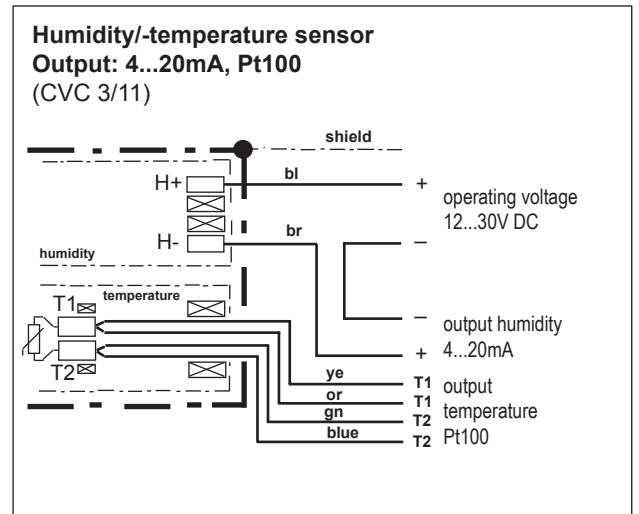 Humidity/-temperature sensor
Output: 4...20mA, Pt100
(CVC 3/11)
shield
H+
bl
+
operating voltage
12...30V DC
H-
br
–
humidity
temperature
T1
–
output humidity
+
4...20mA
T2
ye
T1
output
or
T1
temperature
gn
T2
Pt100
blue
T2